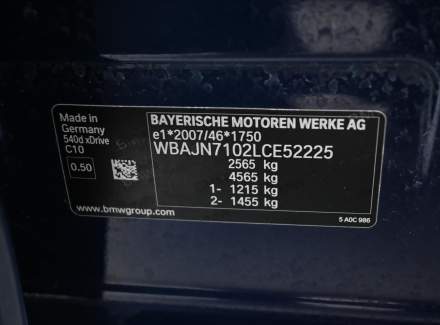 Made in
Germany
540d xDrive
C10
0.50
BAYERISCHE MOTOREN WERKE AG
e1*2007/46*1750
WBAJN7102LCE52225
2565 kg
4565 kg
1- 1215 kg
2- 1455 kg
www.bmwgroup.com
5 A0C 986